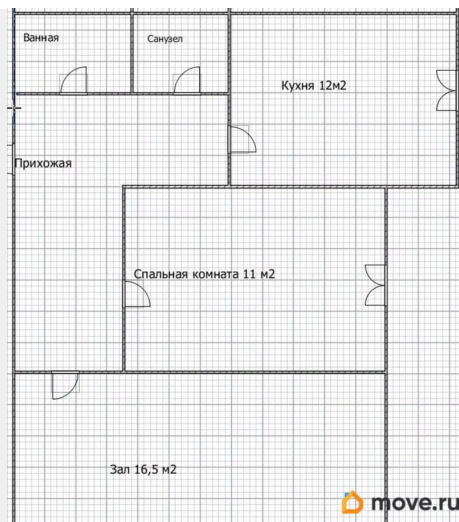 Ванная
Санузел
Кухня 12м2
Прихожая
Спальная комната 11 м2
Зал 16,5 м2
move.ru